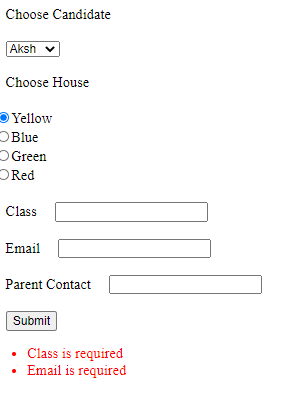 Choose Candidate
Aksh
Choose House
Yellow
Blue
Green
Red
Class
Email
Parent Contact
Submit
Class is required
Email is required